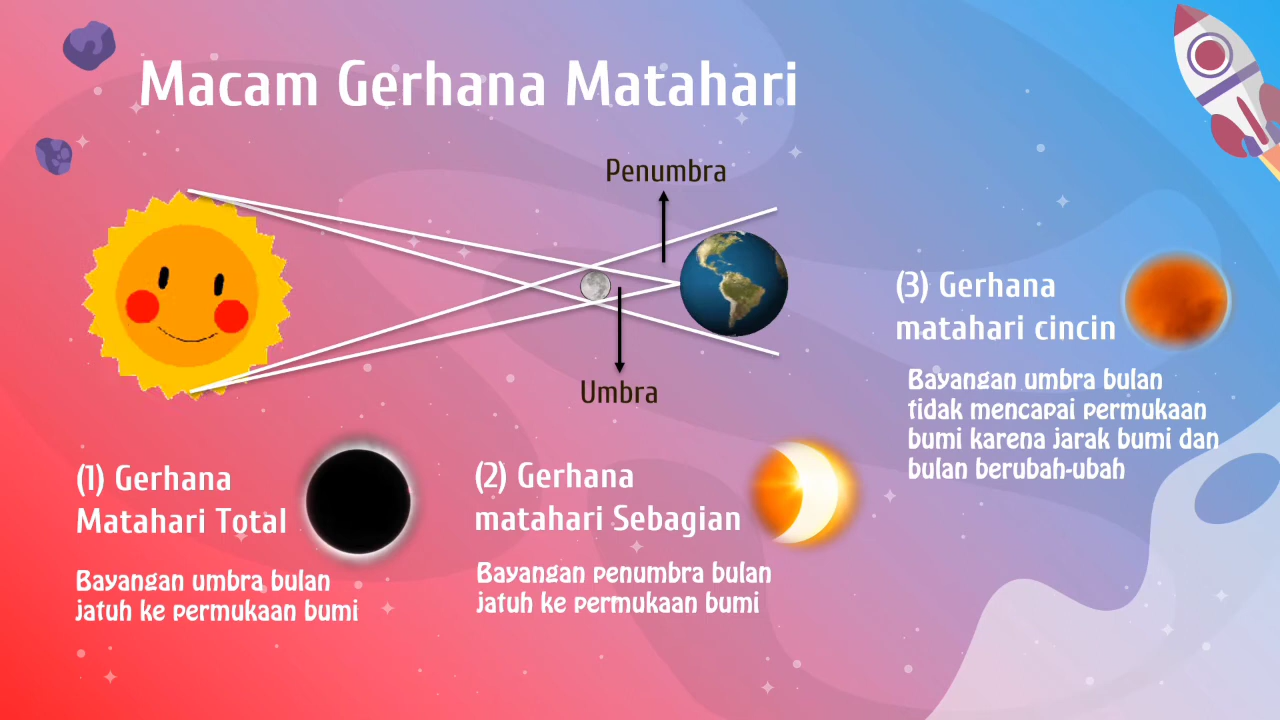 Macam Gerhana Matahari
Penumbra
Umbra
(1) Gerhana
Matahari Total
Bayangan umbra bulan
jatuh ke permukaan bumi
(2) Gerhana
matahari Sebagian
Bayangan penumbra bulan
jatuh ke permukaan bumi
(3) Gerhana
matahari cincin
Bayangan umbra bulan
tidak mencapai permukaan
bumi karena jarak bumi dan
bulan berubah-ubah